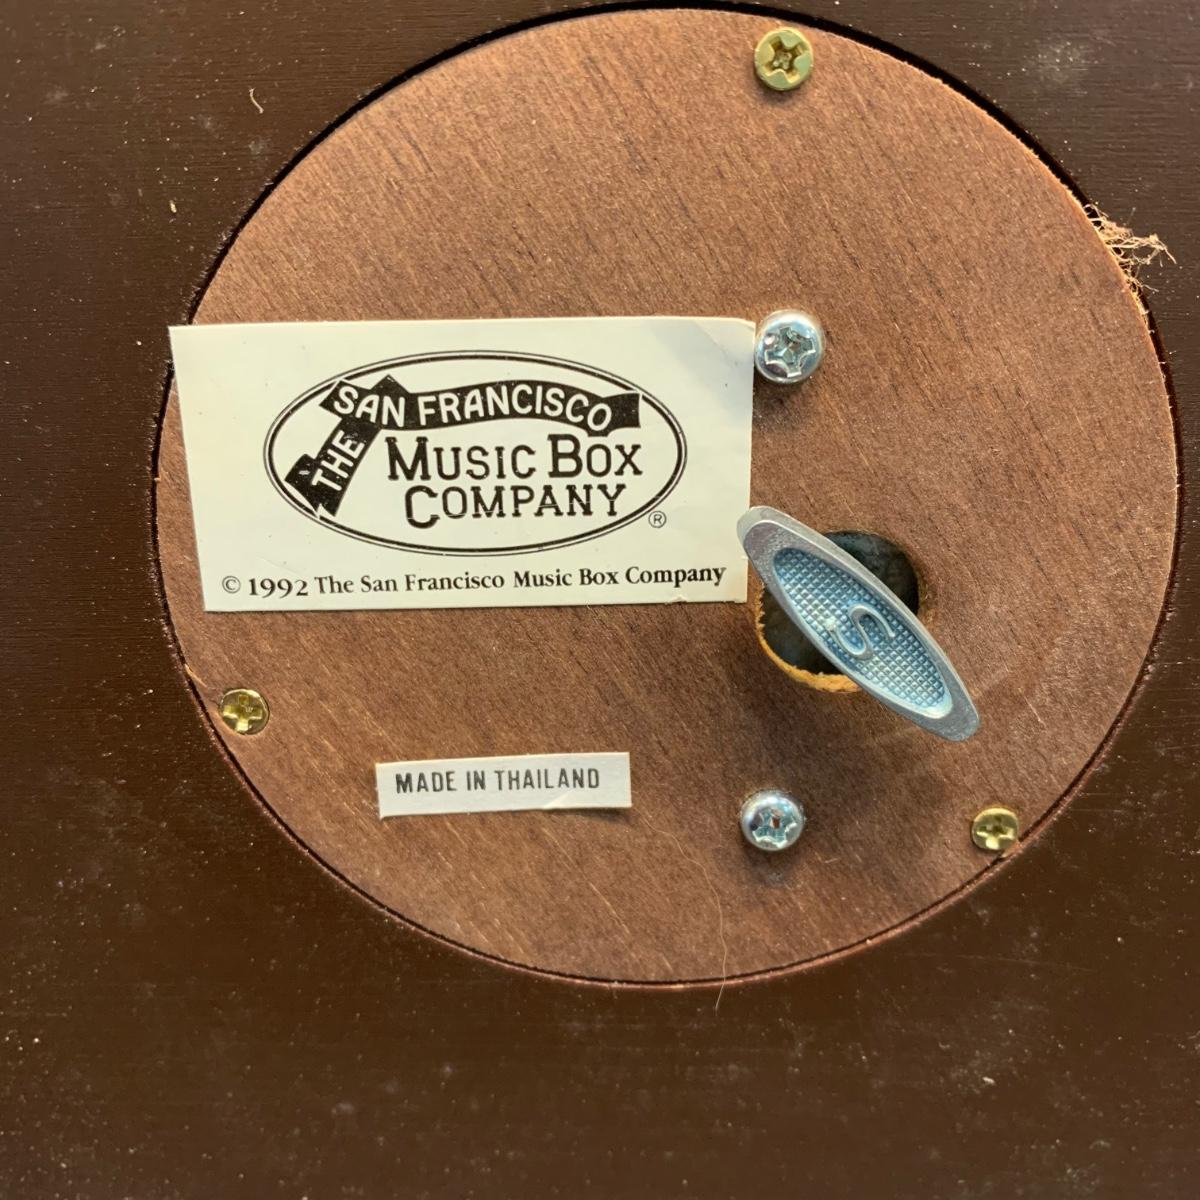 THE SAN FRANCISCO
MUSIC BOX
COMPANY
®
© 1992 The San Francisco Music Box Company
S
MADE IN THAILAND